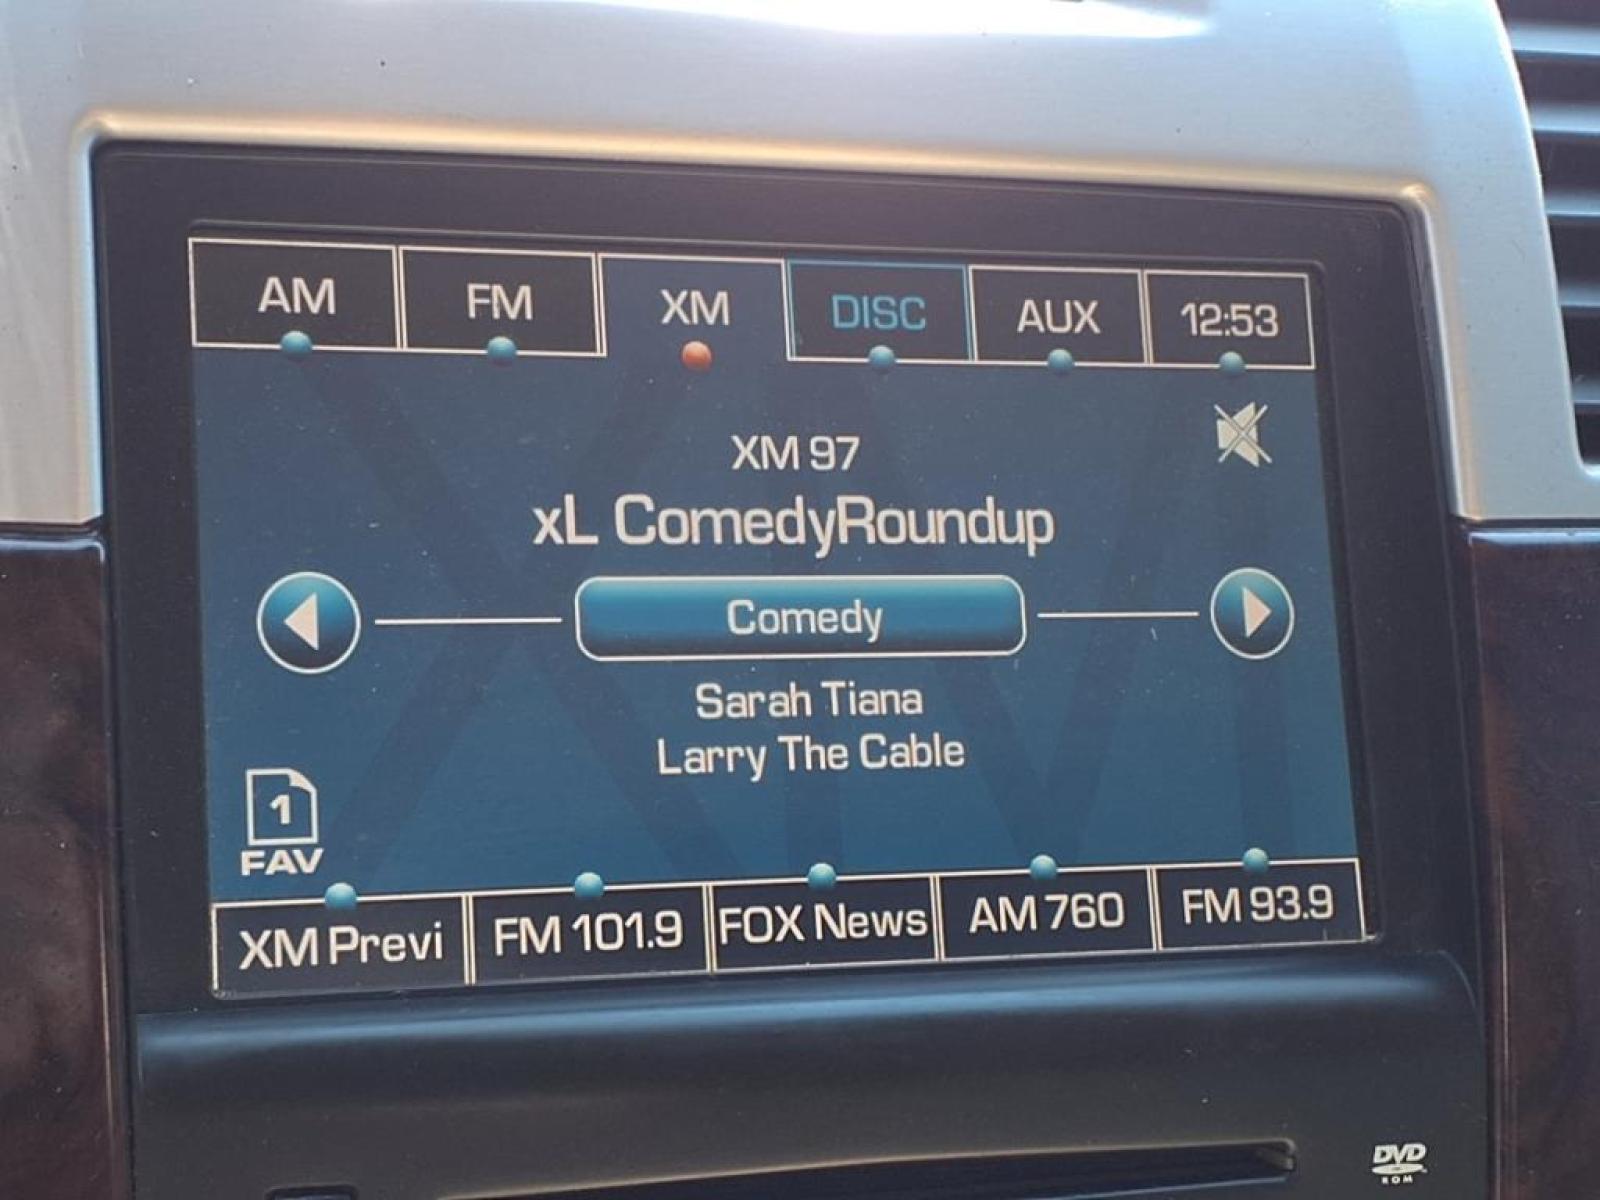 AM FM XM DISC AUX 12:53
XM 97
xL ComedyRoundup
Comedy
Sarah Tiana
Larry The Cable
1
FAV
XM Previ FM 101.9 FOX News AM 760 FM 93.9
DVD
ROM